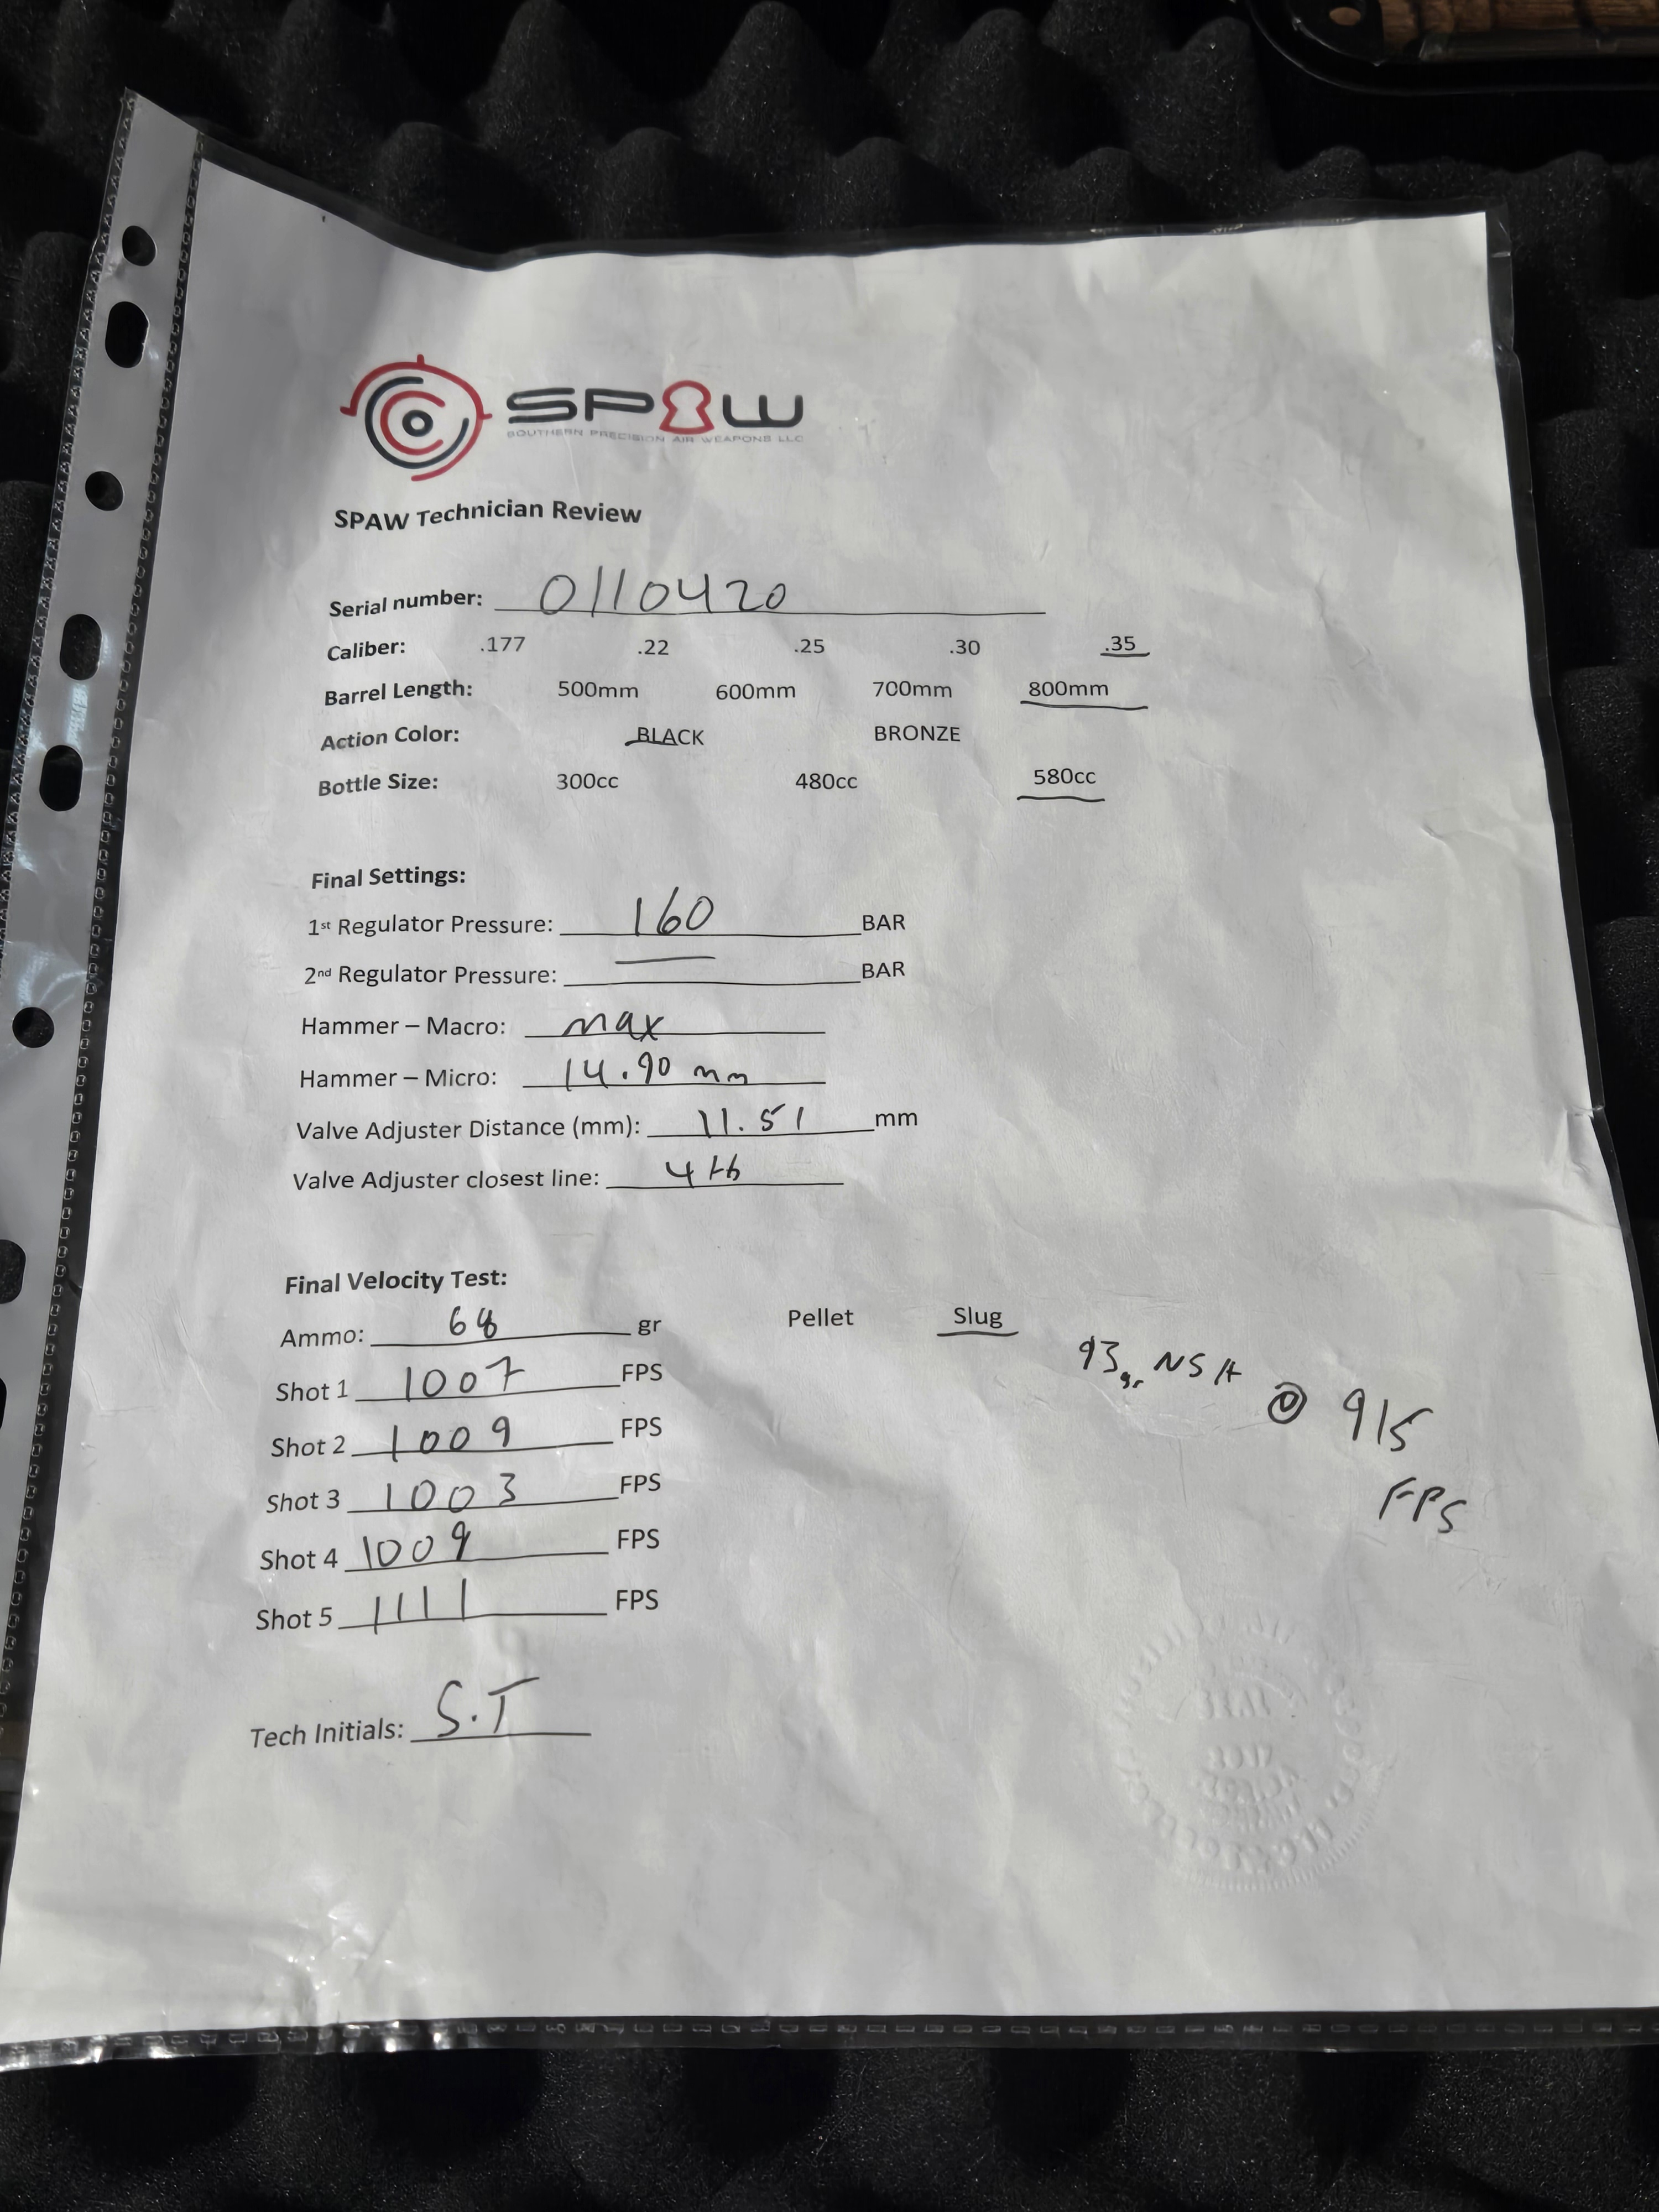 SPAW
SOUTHERN PRECISION AIR WEAPONS LLC
SPAW Technician Review
Serial number: 0110420
Caliber: .177 .22 .25 .30 .35
Barrel Length: 500mm 600mm 700mm 800mm
Action Color: BLACK BRONZE
Bottle Size: 300cc 480cc 580cc
Final Settings:
1st Regulator Pressure: 160 BAR
2nd Regulator Pressure: — BAR
Hammer – Macro: max
Hammer – Micro: 14.90 mm
Valve Adjuster Distance (mm): 11.51 mm
Valve Adjuster closest line: 4th
Final Velocity Test:
Ammo: 68 gr Pellet Slug
93gr NSA @ 915
FPS
Shot 1 1007 FPS
Shot 2 1009 FPS
Shot 3 1003 FPS
Shot 4 1009 FPS
Shot 5 1111 FPS
Tech Initials: S.T
SEAL
2017